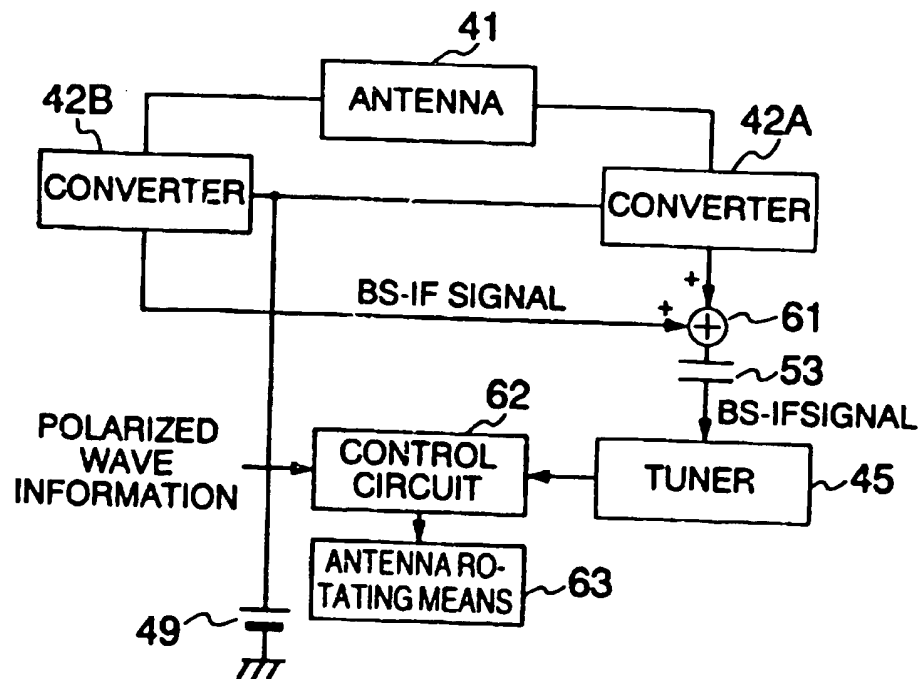 41
ANTENNA
42B
CONVERTER
42A
CONVERTER
BS-IF SIGNAL
+
+
61
53
BS-IFSIGNAL
62
POLARIZED
WAVE
INFORMATION
CONTROL
CIRCUIT
TUNER
45
ANTENNA RO-
TATING MEANS
63
49